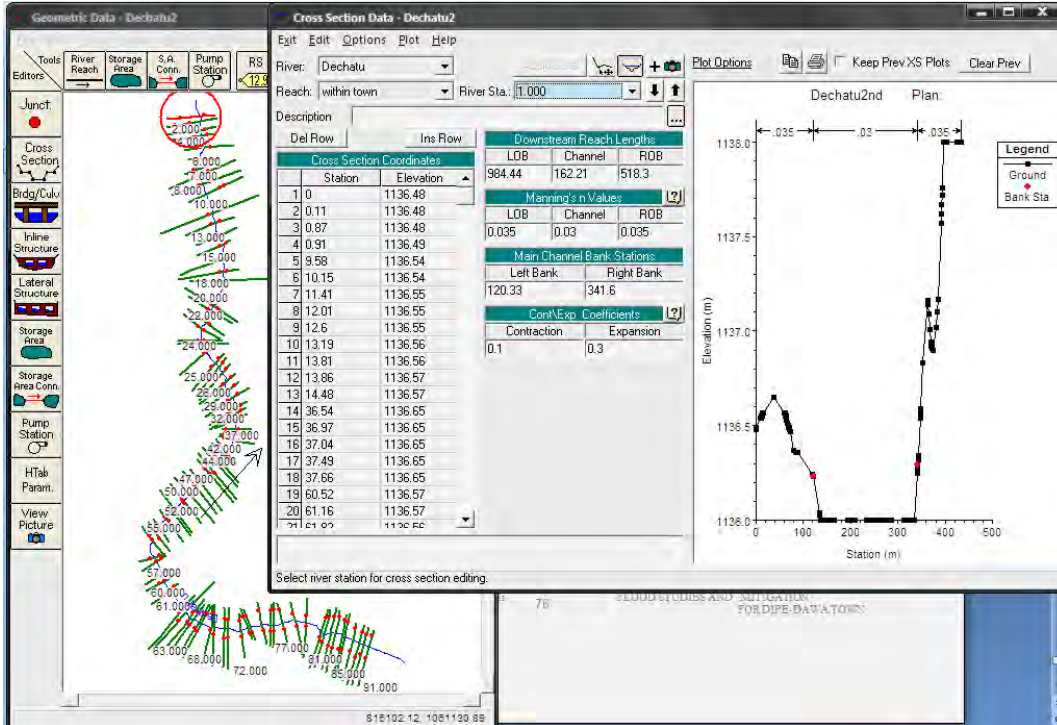 Geometric Data - Dechatu2
Tools
Editors
River
Reach
Storage
Area
S.A.
Conn.
Pump
Station
RS
Junct.
Cross
Section
Brdg/Culv
Inline
Structure
Lateral
Structure
Storage
Area
Storage
Area Conn.
Pump
Station
HTab
Param.
View
Picture
2.000
4.000
6.000
7.000
8.000
10.000
13.000
15.000
18.000
20.000
22.000
24.000
25.000
28.000
29.000
32.000
37.000
42.000
44.000
47.000
50.000
52.000
55.000
57.000
60.000
61.000
63.000
68.000
72.000
77.000
81.000
85.000
91.000
Cross Section Data - Dechatu2
Exit Edit Options Plot Help
River: Dechatu
Reach: within town River Sta.: 1.000
Description ...
Del Row Ins Row
Cross Section Coordinates
Station Elevation
1 0 1136.48
2 0.11 1136.48
3 0.87 1136.48
4 0.91 1136.49
5 9.58 1136.54
6 10.15 1136.54
7 11.41 1136.55
8 12.01 1136.55
9 12.6 1136.55
10 13.19 1136.56
11 13.81 1136.56
12 13.86 1136.57
13 14.48 1136.57
14 36.54 1136.65
15 36.97 1136.65
16 37.04 1136.65
17 37.49 1136.65
18 37.66 1136.65
19 60.52 1136.57
20 61.16 1136.57
21 61.82 1136.56
Downstream Reach Lengths
LOB Channel ROB
984.44 162.21 518.3
Manning's n Values ?
LOB Channel ROB
0.035 0.03 0.035
Main Channel Bank Stations
Left Bank Right Bank
120.33 341.6
Cont\Exp Coefficients ?
Contraction Expansion
0.1 0.3
Select river station for cross section editing.
Plot Options Keep Prev XS Plots Clear Prev
Dechatu2nd Plan:
.035 .03 .035
Legend
Ground
Bank Sta
1138.0
1137.5
1137.0
1136.5
1136.0
Elevation (m)
0 100 200 300 400 500
Station (m)
76 FLOOD STUDIES AND MITIGATION
FOR DIPE-DAWA TOWN